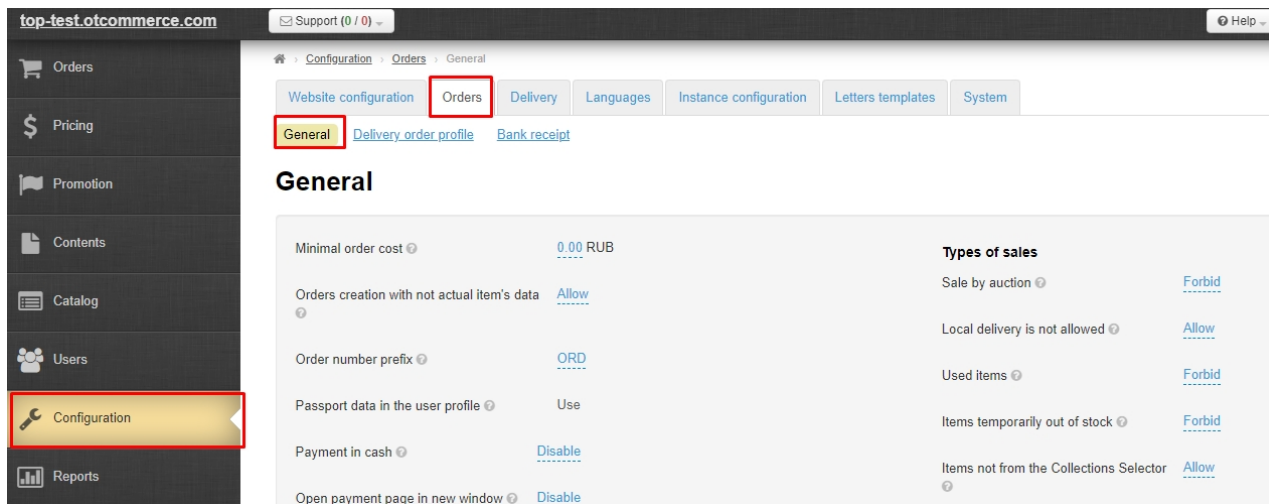 top-test.otcommerce.com
Support (0 / 0)
Help
Orders
Pricing
Promotion
Contents
Catalog
Users
Configuration
Reports
Configuration › Orders › General
Website configuration Orders Delivery Languages Instance configuration Letters templates System
General Delivery order profile Bank receipt
General
Minimal order cost 0.00 RUB
Orders creation with not actual item's data Allow
Order number prefix ORD
Passport data in the user profile Use
Payment in cash Disable
Open payment page in new window Disable
Types of sales
Sale by auction Forbid
Local delivery is not allowed Allow
Used items Forbid
Items temporarily out of stock Forbid
Items not from the Collections Selector Allow